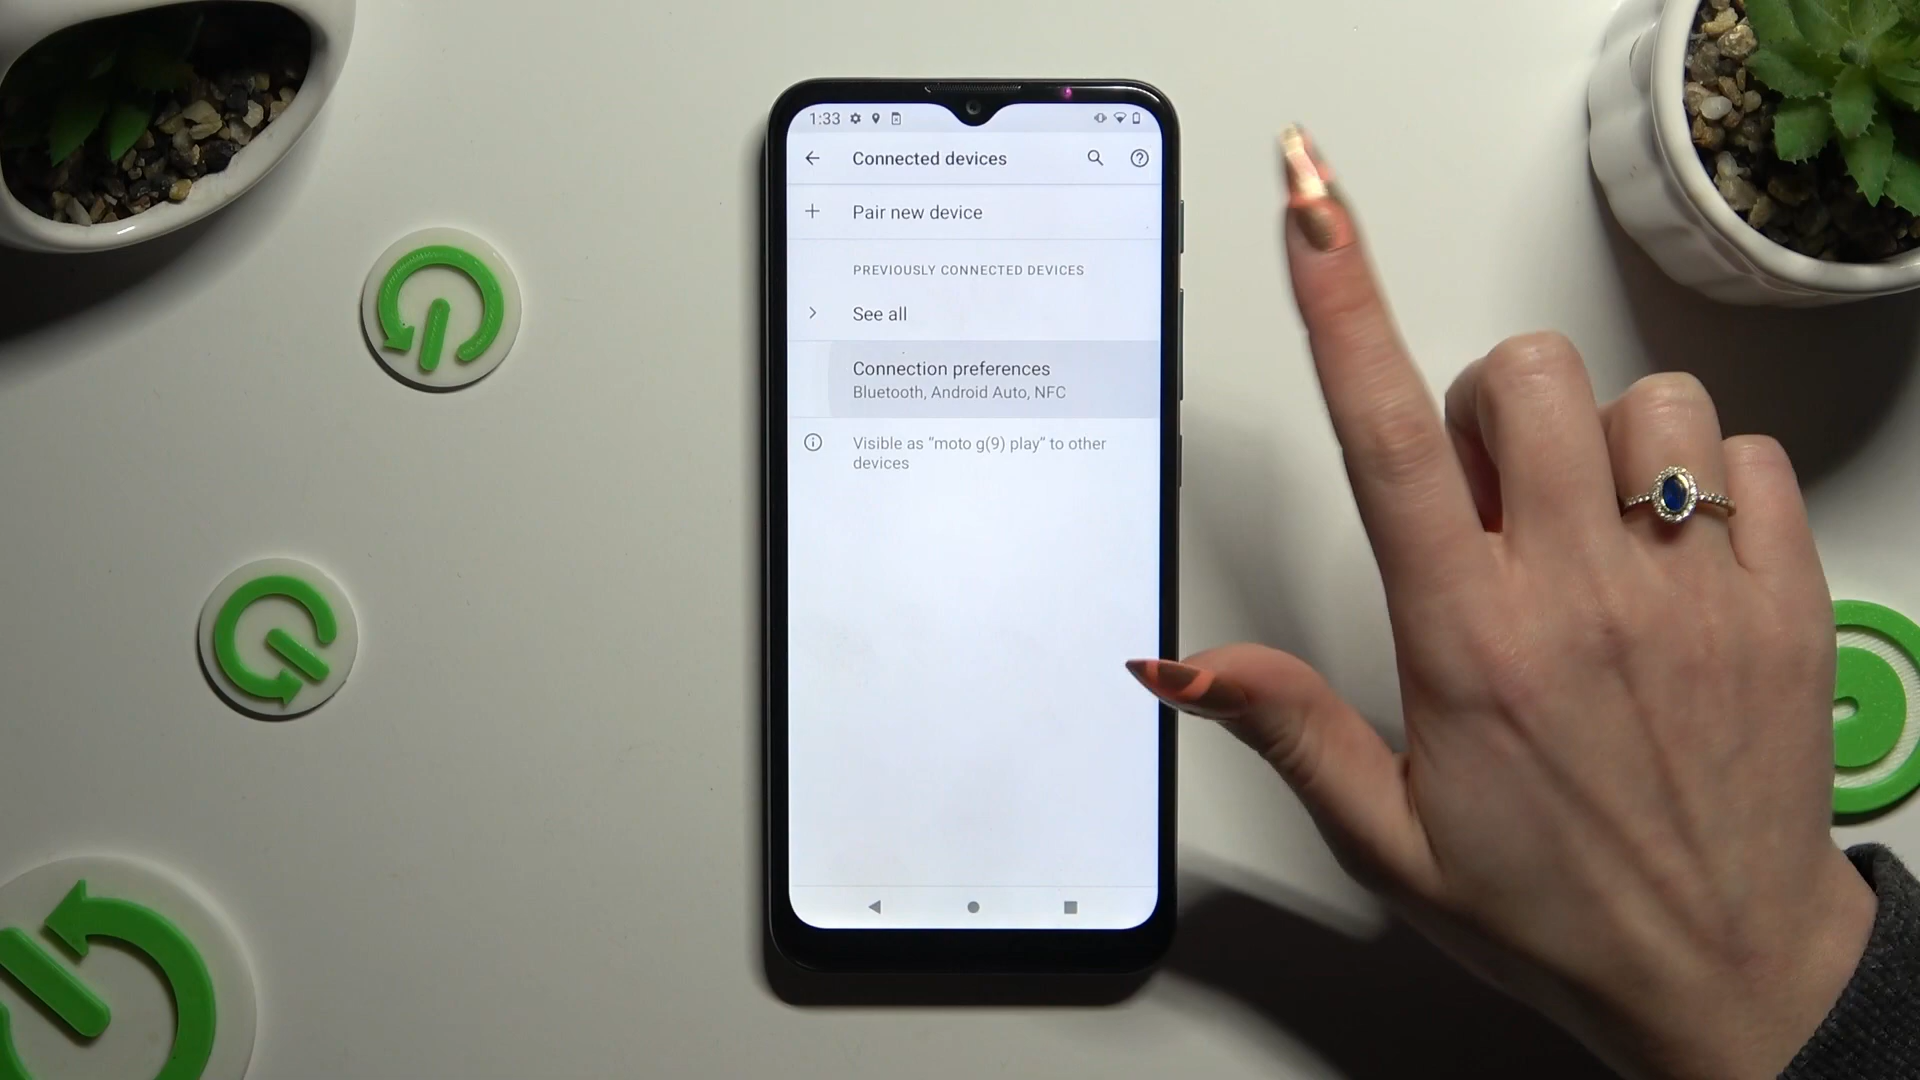 1:33
Connected devices
Pair new device
PREVIOUSLY CONNECTED DEVICES
See all
Connection preferences
Bluetooth, Android Auto, NFC
Visible as “moto g(9) play” to other
devices